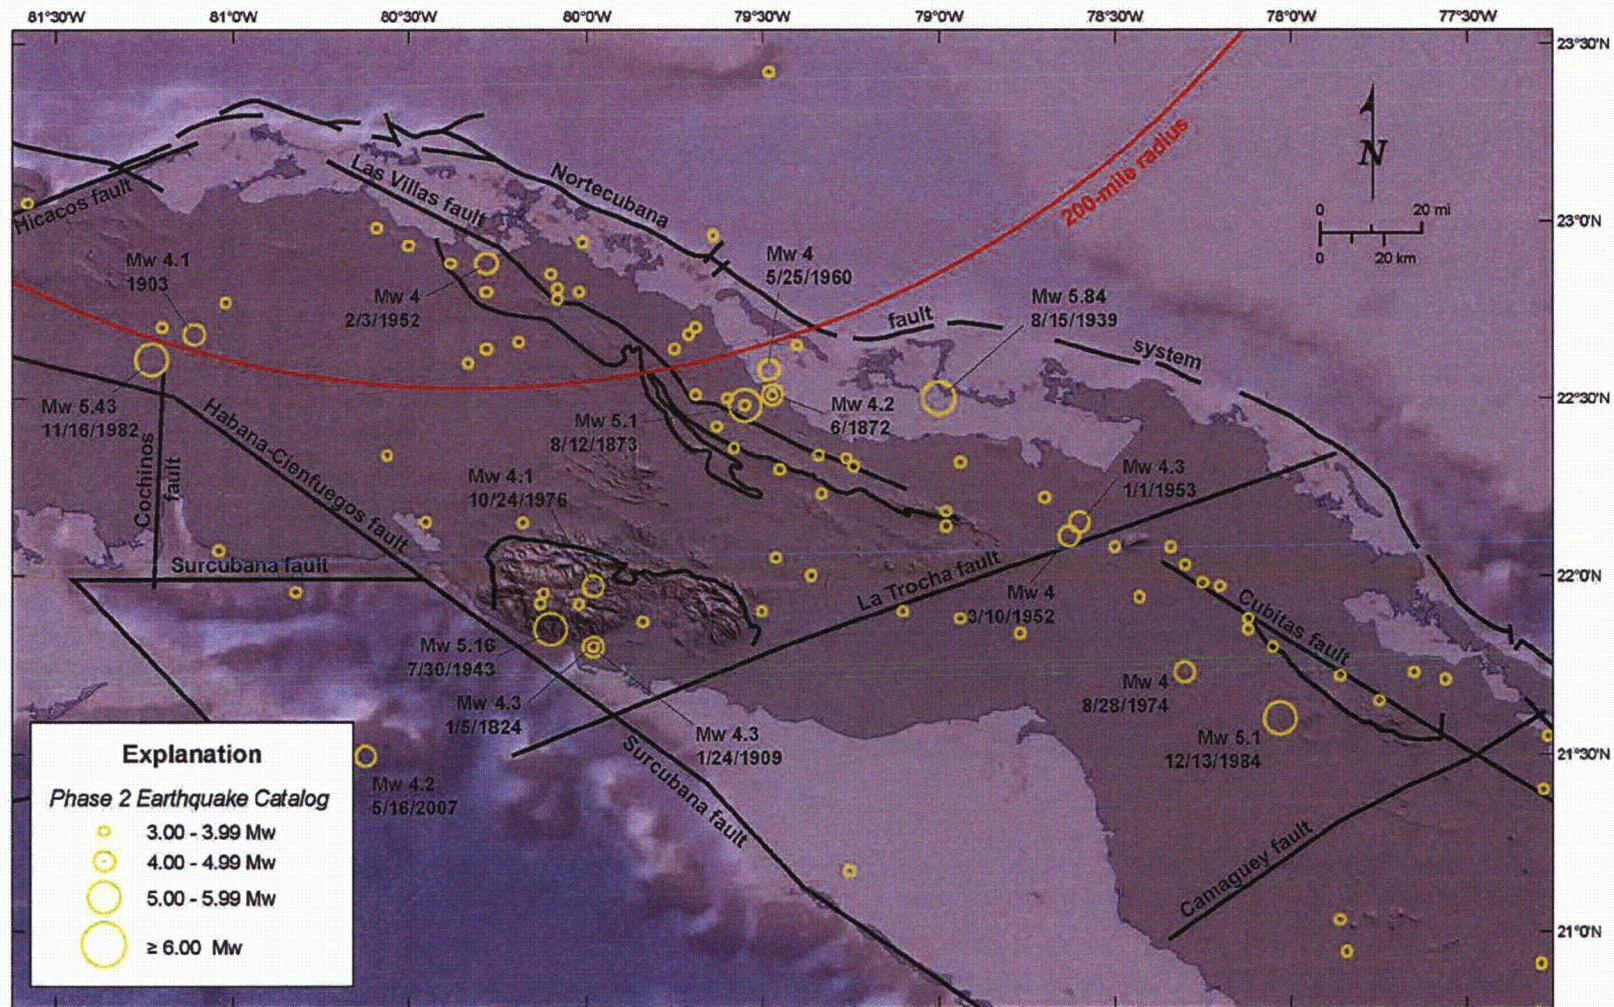 81°30'W 81°0'W 80°30'W 80°0'W 79°30'W 79°0'W 78°30'W 78°0'W 77°30'W
23°30'N
200-mile radius
N
0 20 mi
0 20 km
Hicacos fault
Las Villas fault
Nortecubana
23°0'N
Mw 4.1
1903
Mw 4
2/3/1952
Mw 4
5/25/1960
Mw 5.84
8/15/1939
fault
system
22°30'N
Mw 5.43
11/16/1982
Cochinos
fault
Habana-Cienfuegos fault
Mw 5.1
8/12/1873
Mw 4.2
6/1872
Mw 4.1
10/24/1976
Mw 4.3
1/1/1953
Surcubana fault
22°0'N
La Trocha fault
Mw 4
3/10/1952
Cubitas fault
Mw 5.16
7/30/1943
Mw 4.3
1/5/1824
Mw 4.3
1/24/1909
Mw 4
8/28/1974
Mw 5.1
12/13/1984
21°30'N
Surcubana fault
Mw 4.2
5/16/2007
Camaguey fault
21°0'N
Explanation
Phase 2 Earthquake Catalog
3.00 - 3.99 Mw
4.00 - 4.99 Mw
5.00 - 5.99 Mw
≥ 6.00 Mw